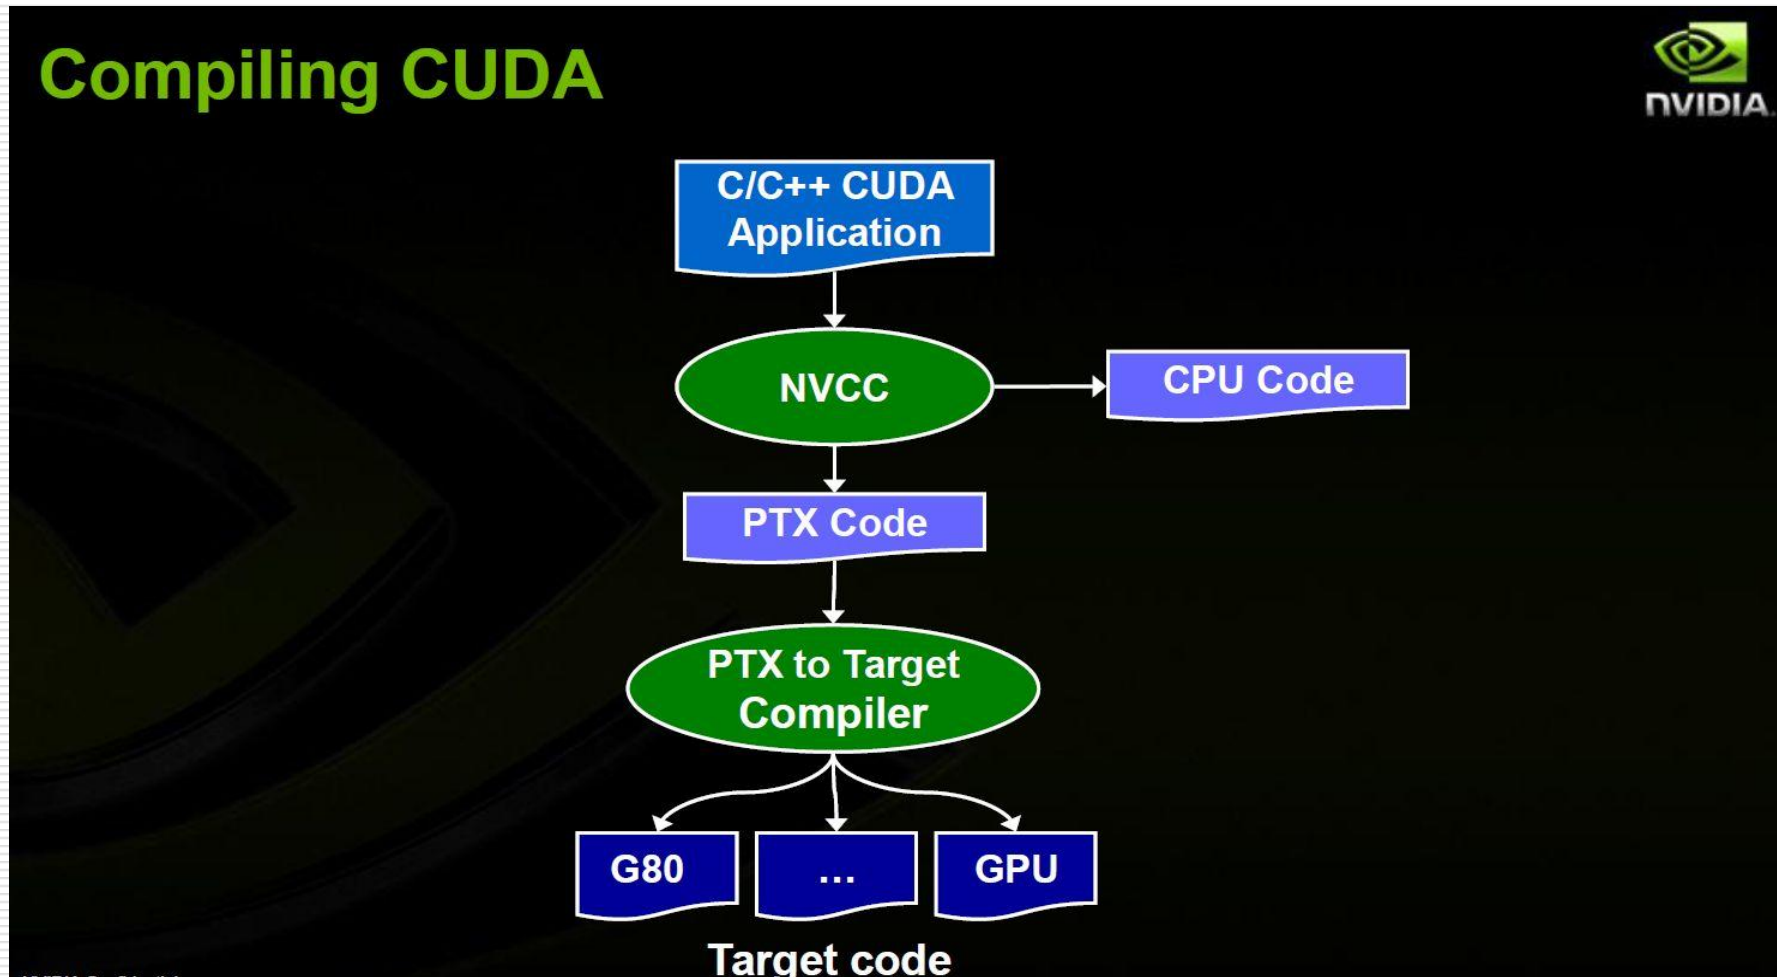 Compiling CUDA
NVIDIA.
C/C++ CUDA
Application
NVCC
CPU Code
PTX Code
PTX to Target
Compiler
G80
...
GPU
Target code